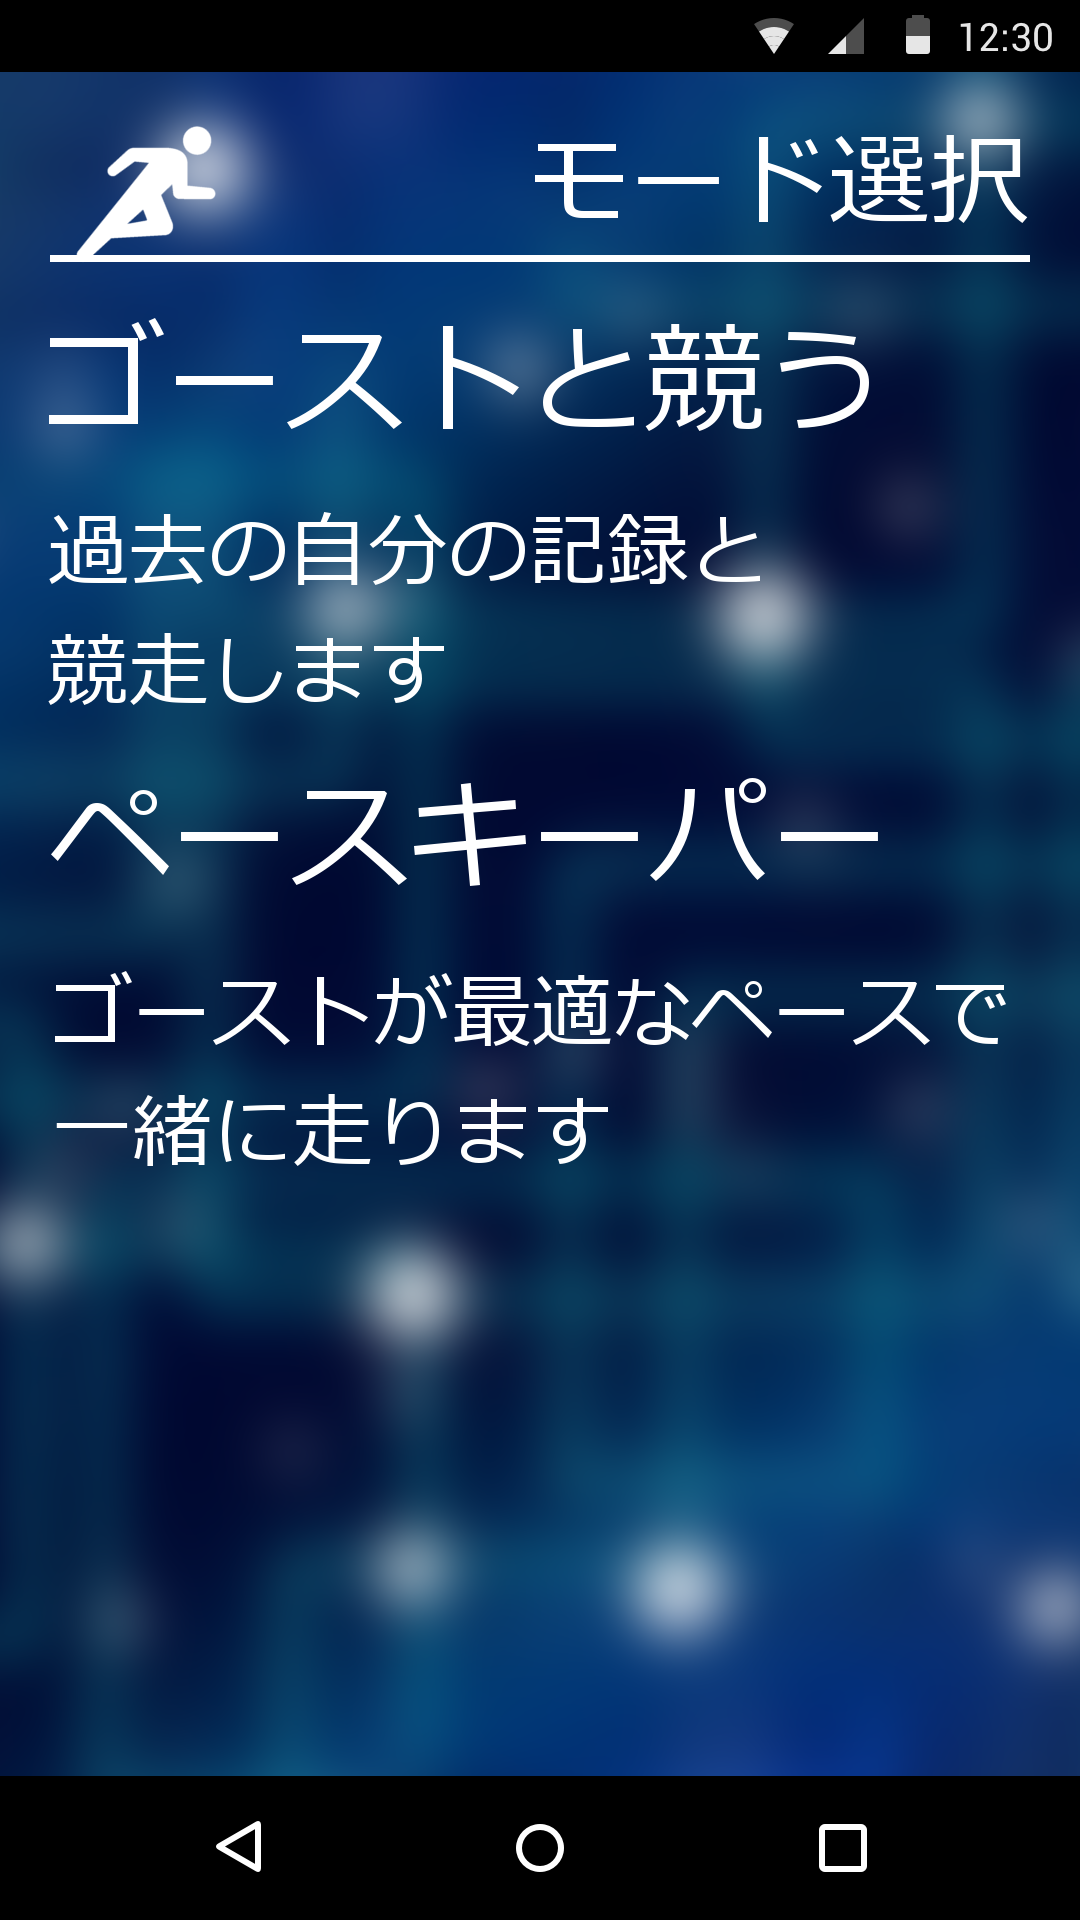 12:30
モード選択
ゴーストと競う
過去の自分の記録と
競走します
ペースキーパー
ゴーストが最適なペースで
一緒に走ります